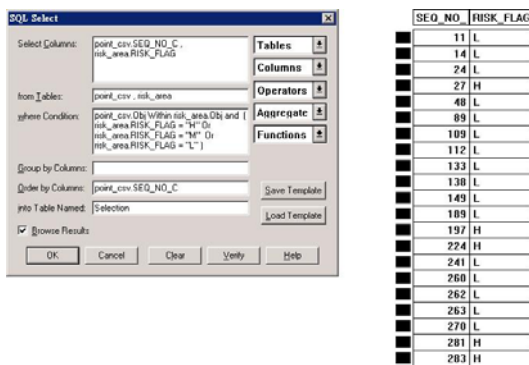 SQL Select
Select Columns:
point_csv.SEQ_NO_C ,
risk_area.RISK_FLAG
Tables
Columns
Operators
Aggregate
Functions
from Tables:
point_csv , risk_area
where Condition:
point_csv.Obj Within risk_area.Obj and (
risk_area.RISK_FLAG = "H" Or
risk_area.RISK_FLAG = "M" Or
risk_area.RISK_FLAG = "L" )
Group by Columns:
Order by Columns:
point_csv.SEQ_NO_C
into Table Named:
Selection
Save Template
Load Template
Browse Results
OK Cancel Clear Verify Help
SEQ_NO_ RISK_FLAG
11 L
14 L
24 L
27 H
48 L
89 L
109 L
112 L
133 L
138 L
149 L
189 L
197 H
224 H
241 L
260 L
262 L
263 L
270 L
281 H
283 H